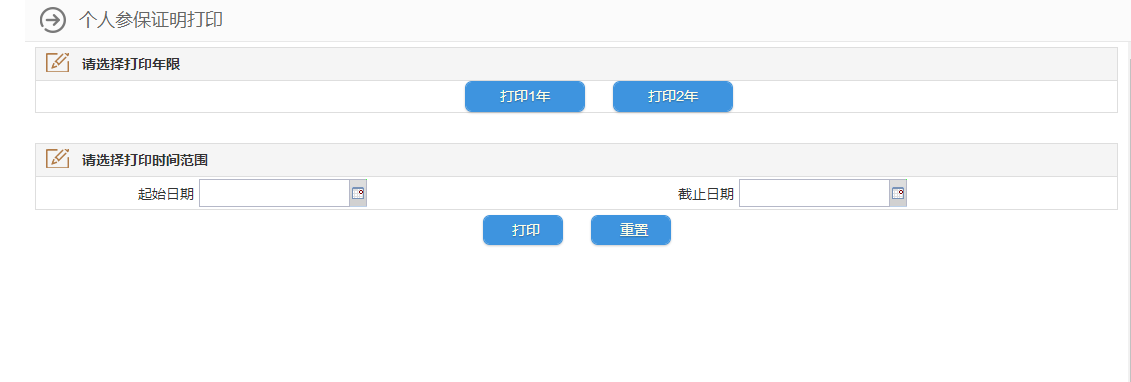 个人参保证明打印
请选择打印年限
打印1年 打印2年
请选择打印时间范围
起始日期 截止日期
打印 重置